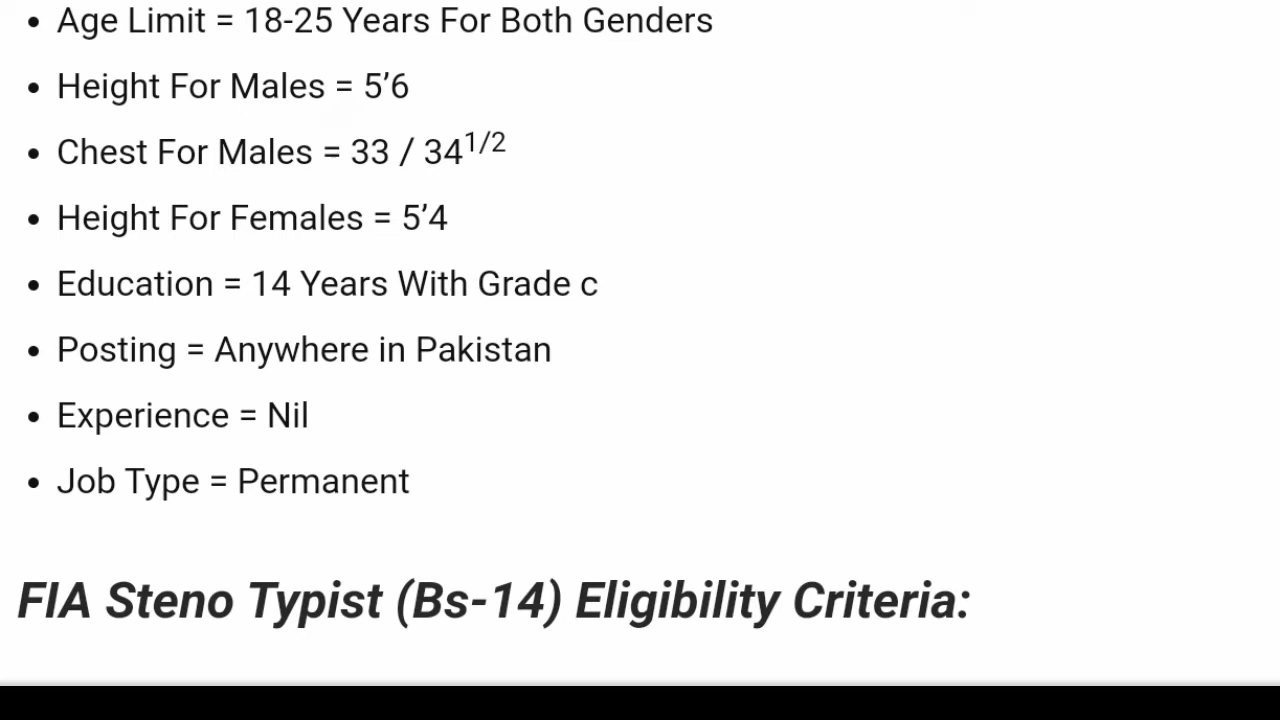 • Age Limit = 18-25 Years For Both Genders
• Height For Males = 5’6
• Chest For Males = 33 / 34^1/2
• Height For Females = 5’4
• Education = 14 Years With Grade c
• Posting = Anywhere in Pakistan
• Experience = Nil
• Job Type = Permanent
FIA Steno Typist (Bs-14) Eligibility Criteria: